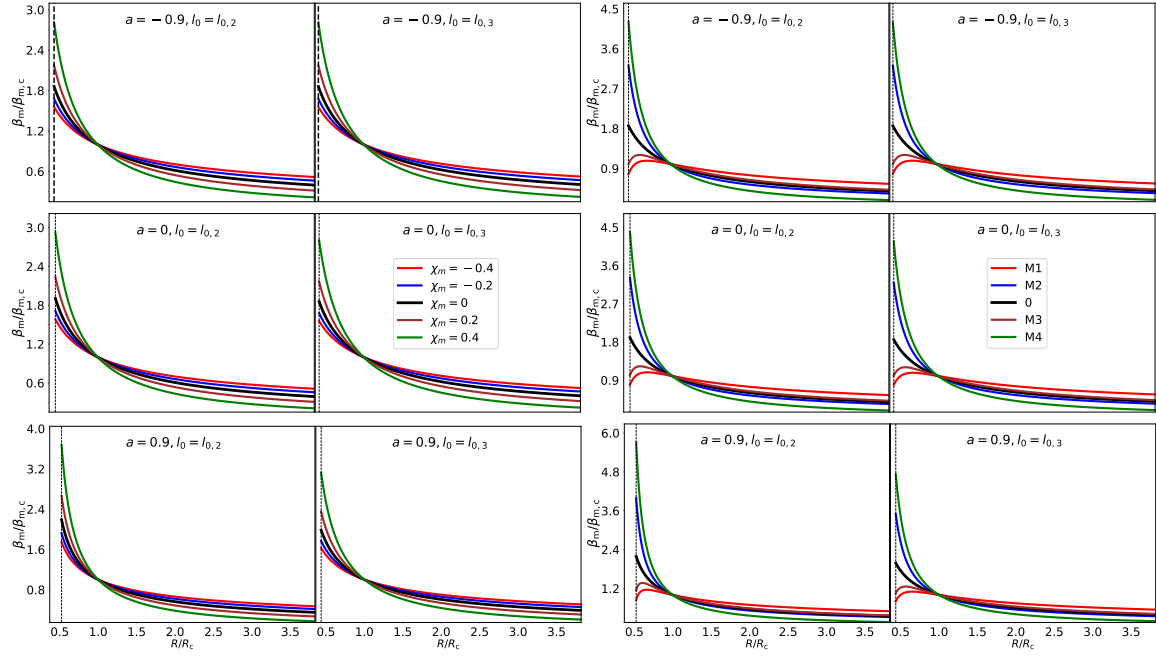 a = −0.9, l₀ = l₀,₂
a = −0.9, l₀ = l₀,₃
3.0
2.4
1.8
1.2
0.6
βₘ/βₘ,c
a = −0.9, l₀ = l₀,₂
a = −0.9, l₀ = l₀,₃
4.5
3.6
2.7
1.8
0.9
βₘ/βₘ,c
a = 0, l₀ = l₀,₂
a = 0, l₀ = l₀,₃
3.0
2.4
1.8
1.2
0.6
βₘ/βₘ,c
χₘ = −0.4
χₘ = −0.2
χₘ = 0
χₘ = 0.2
χₘ = 0.4
a = 0, l₀ = l₀,₂
a = 0, l₀ = l₀,₃
4.5
3.6
2.7
1.8
0.9
βₘ/βₘ,c
M1
M2
0
M3
M4
a = 0.9, l₀ = l₀,₂
a = 0.9, l₀ = l₀,₃
4.0
3.2
2.4
1.6
0.8
βₘ/βₘ,c
0.5 1.0 1.5 2.0 2.5 3.0 3.5
R/R_c
0.5 1.0 1.5 2.0 2.5 3.0 3.5
R/R_c
a = 0.9, l₀ = l₀,₂
a = 0.9, l₀ = l₀,₃
6.0
4.8
3.6
2.4
1.2
βₘ/βₘ,c
0.5 1.0 1.5 2.0 2.5 3.0 3.5
R/R_c
0.5 1.0 1.5 2.0 2.5 3.0 3.5
R/R_c